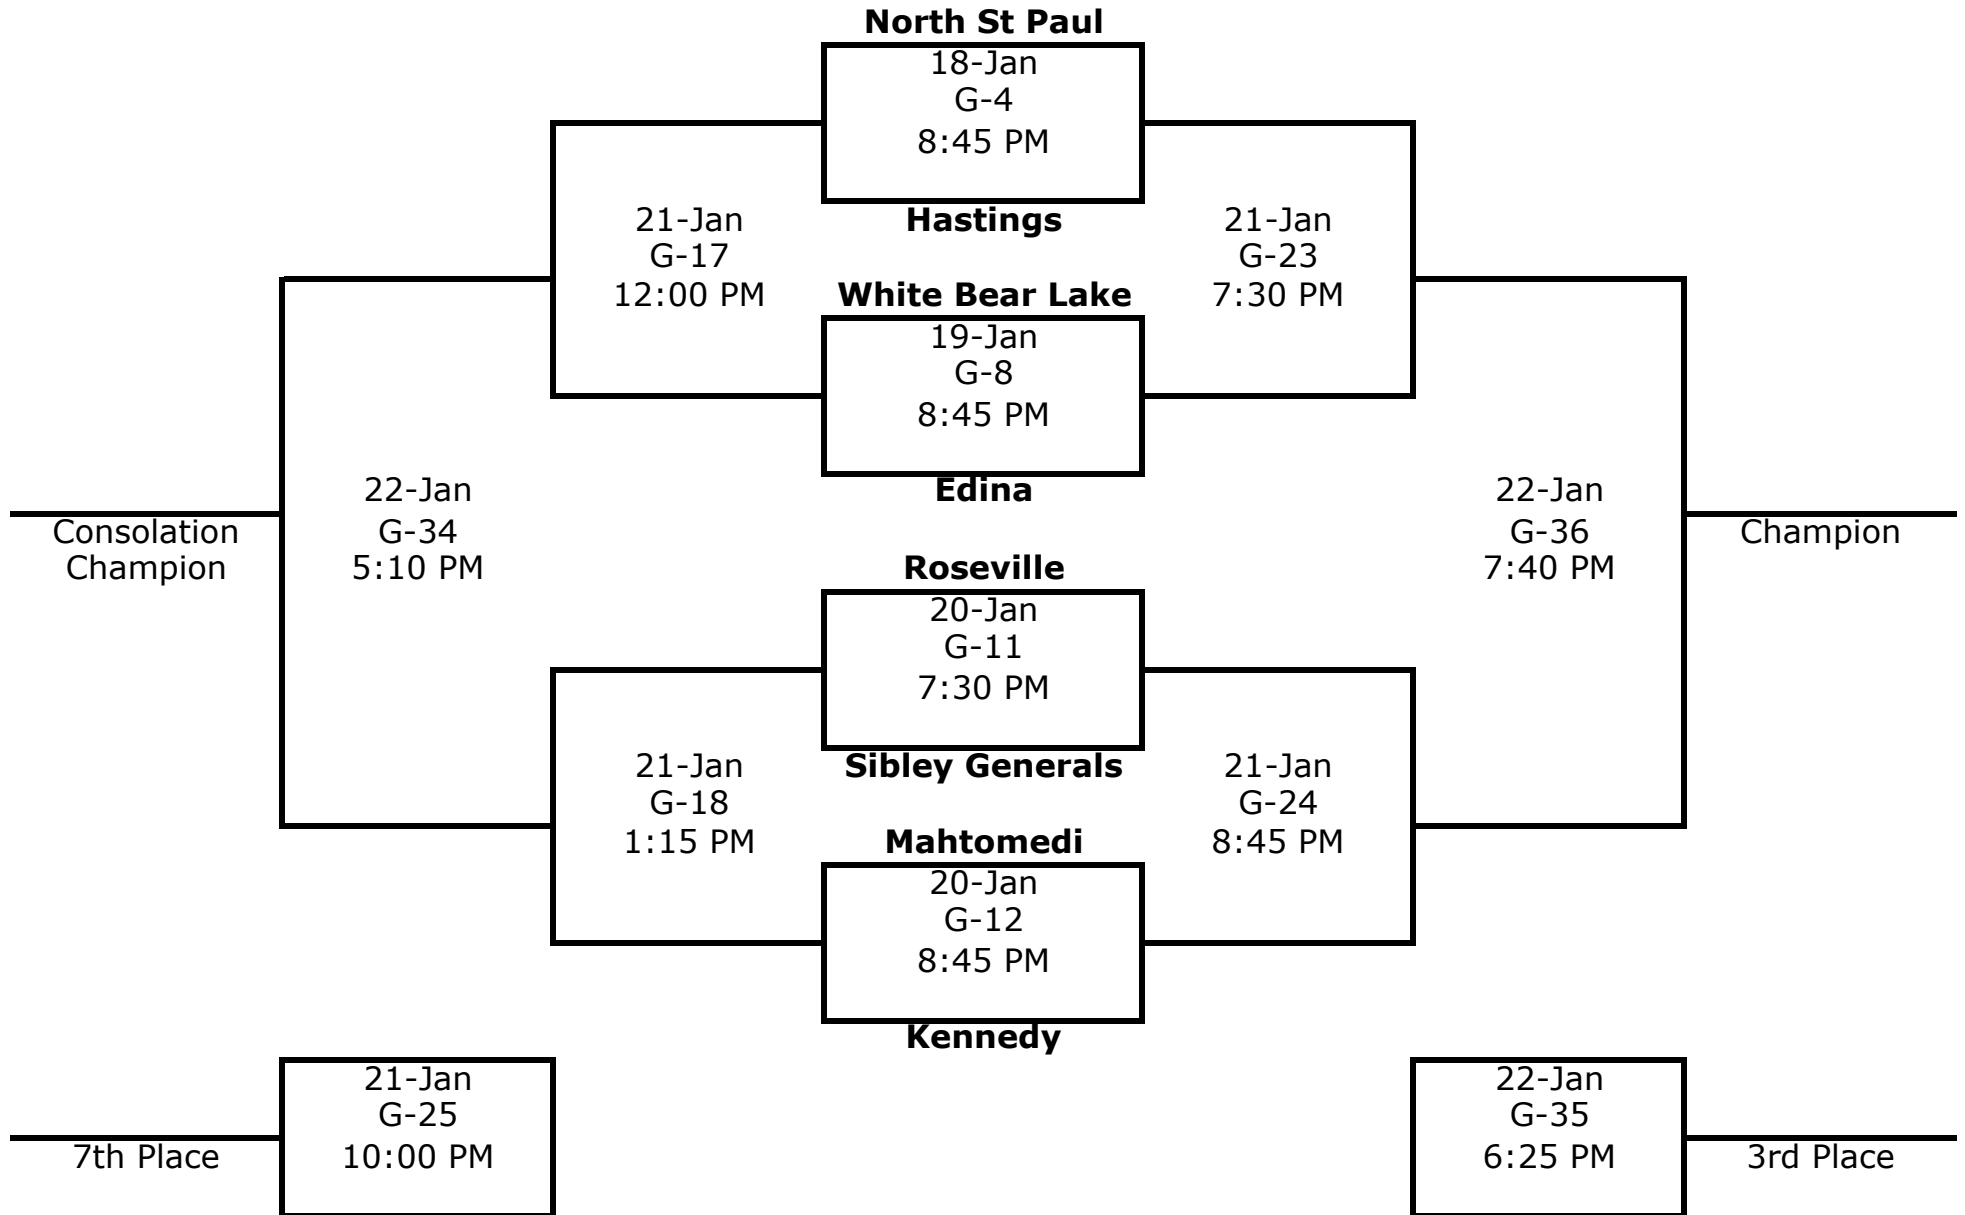 North St Paul
18-Jan
G-4
8:45 PM
Hastings
21-Jan
G-17
12:00 PM
21-Jan
G-23
7:30 PM
White Bear Lake
19-Jan
G-8
8:45 PM
Edina
22-Jan
G-34
5:10 PM
Consolation
Champion
22-Jan
G-36
7:40 PM
Champion
Roseville
20-Jan
G-11
7:30 PM
Sibley Generals
21-Jan
G-18
1:15 PM
21-Jan
G-24
8:45 PM
Mahtomedi
20-Jan
G-12
8:45 PM
Kennedy
21-Jan
G-25
10:00 PM
7th Place
22-Jan
G-35
6:25 PM
3rd Place